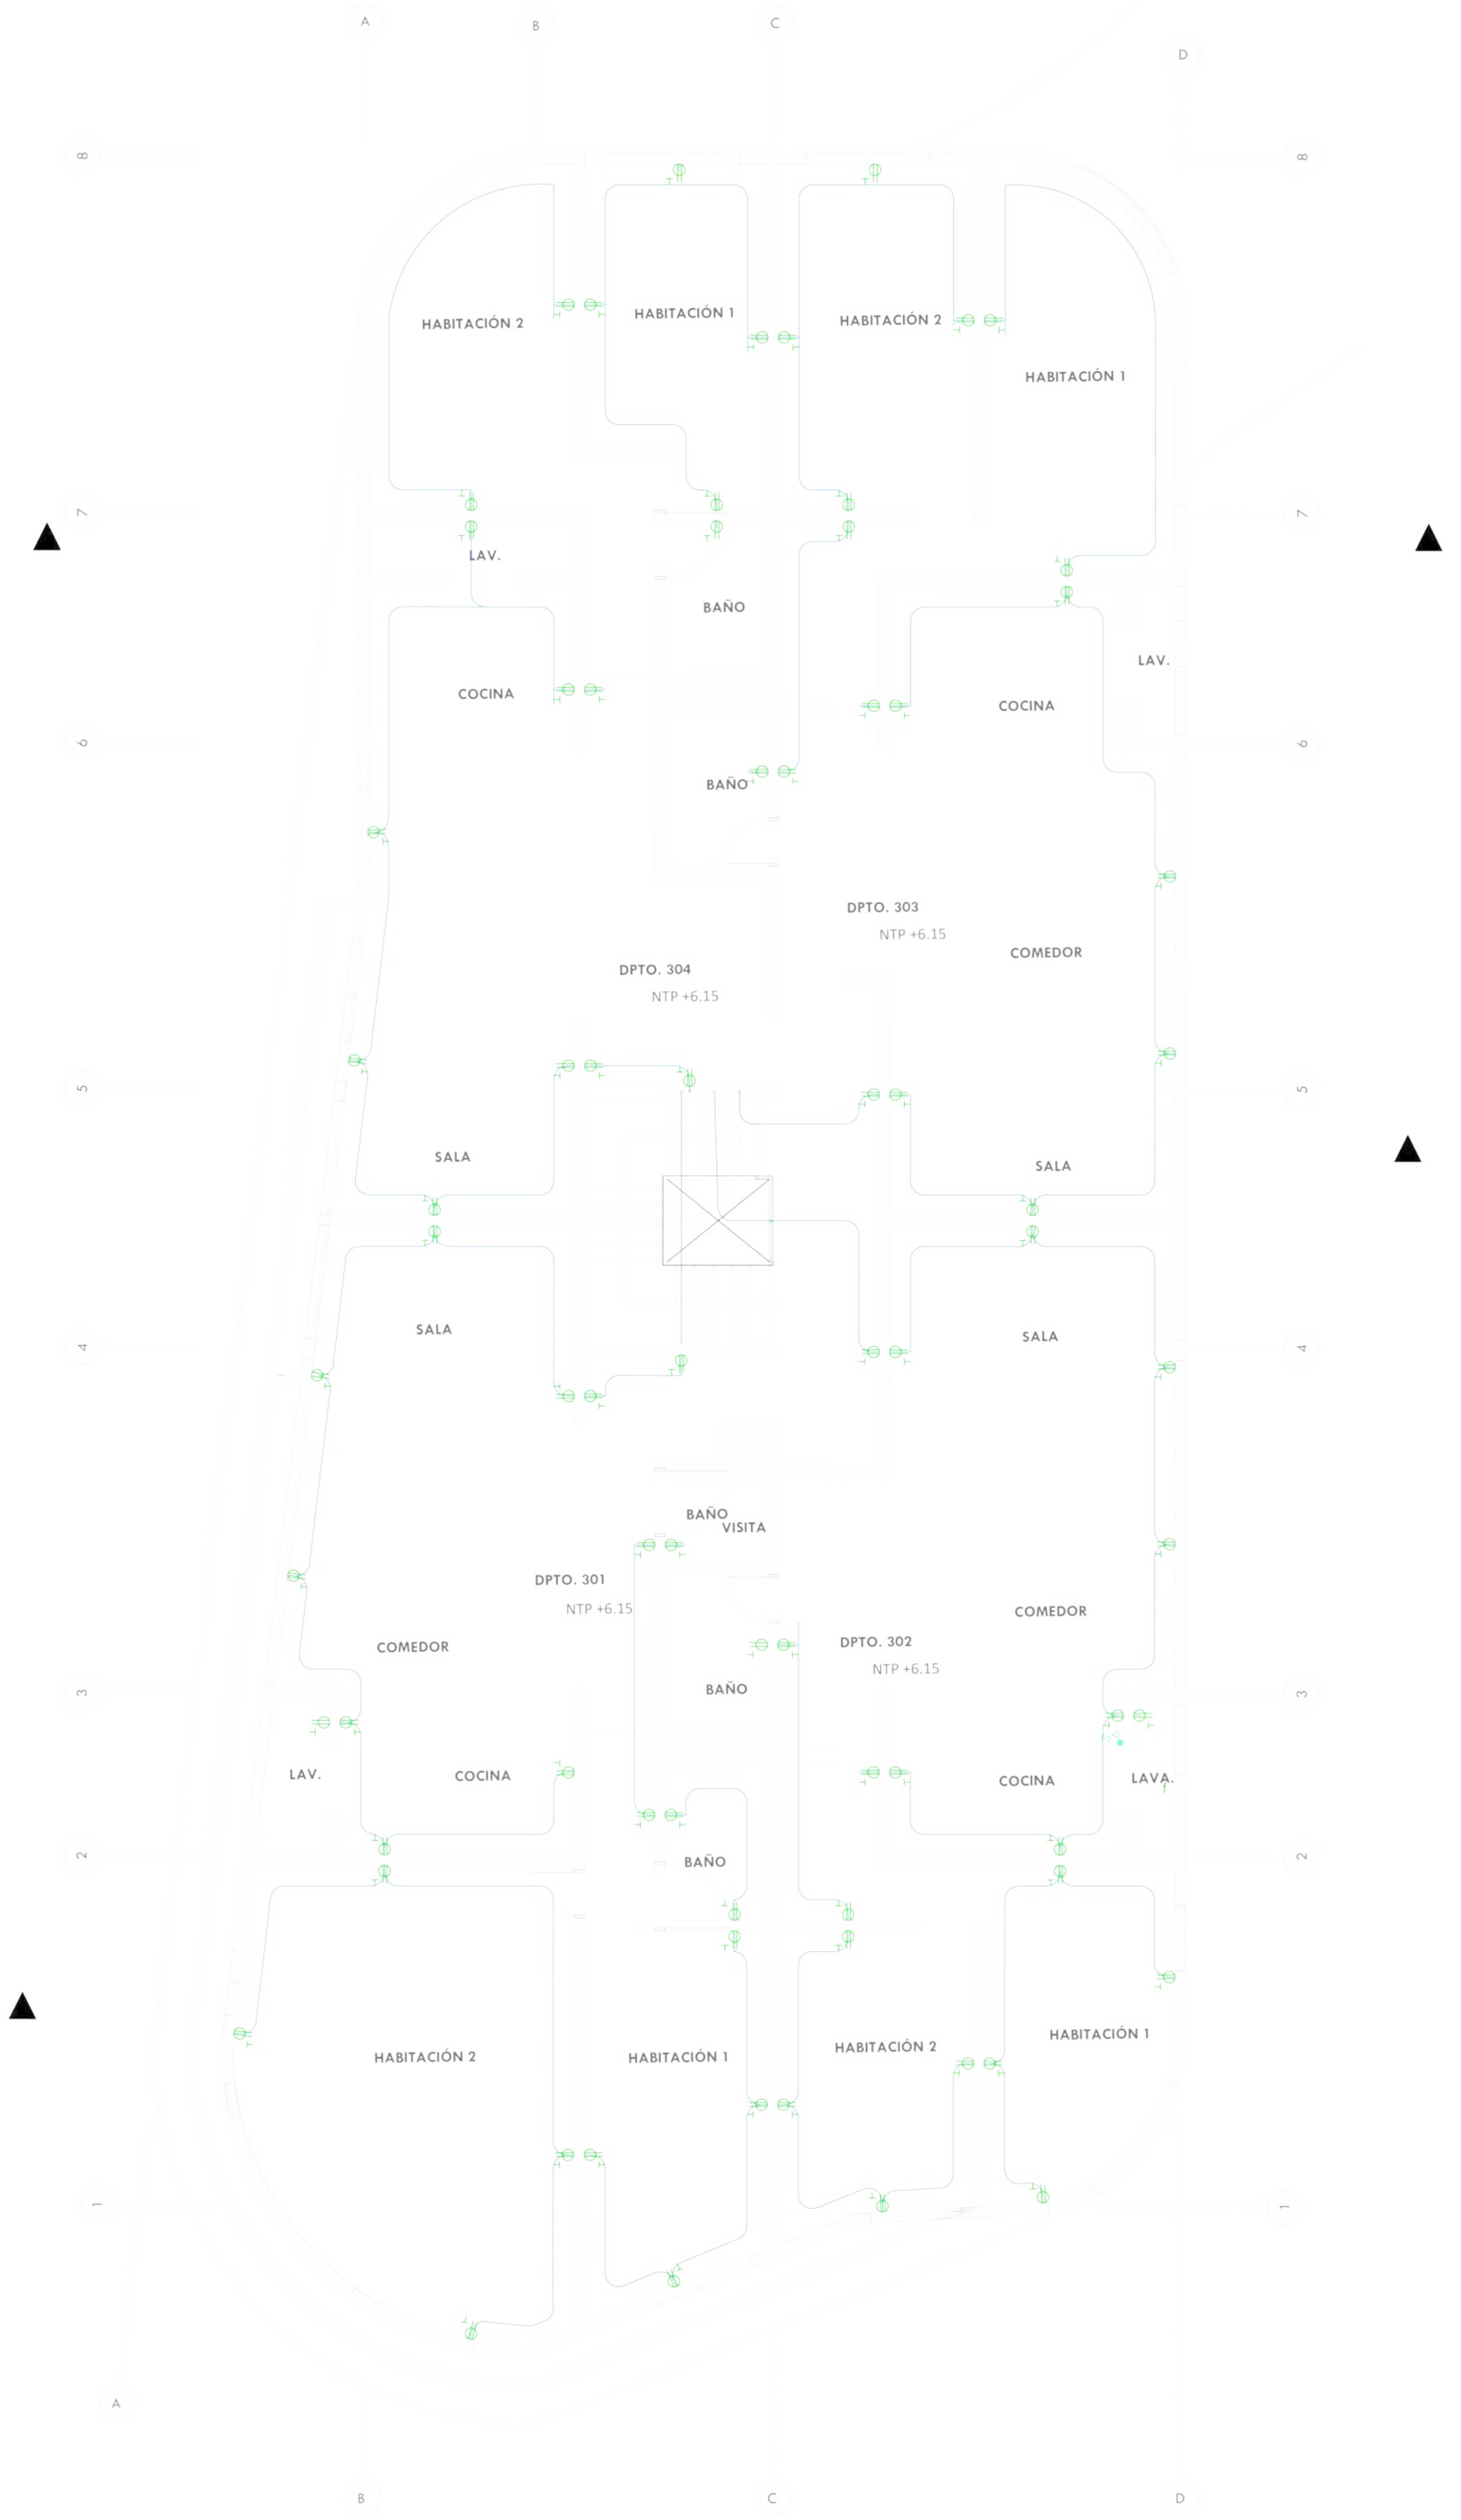 A
B
C
D
8
8
HABITACIÓN 2
HABITACIÓN 1
HABITACIÓN 2
HABITACIÓN 1
7
7
LAV.
BAÑO
LAV.
COCINA
COCINA
6
6
BAÑO
DPTO. 303
NTP +6.15
COMEDOR
DPTO. 304
NTP +6.15
5
5
SALA
SALA
SALA
SALA
4
4
BAÑO
VISITA
DPTO. 301
NTP +6.15
COMEDOR
COMEDOR
DPTO. 302
NTP +6.15
3
3
BAÑO
LAV.
COCINA
COCINA
LAVA.
2
2
BAÑO
HABITACIÓN 2
HABITACIÓN 1
HABITACIÓN 2
HABITACIÓN 1
1
1
A
B
C
D